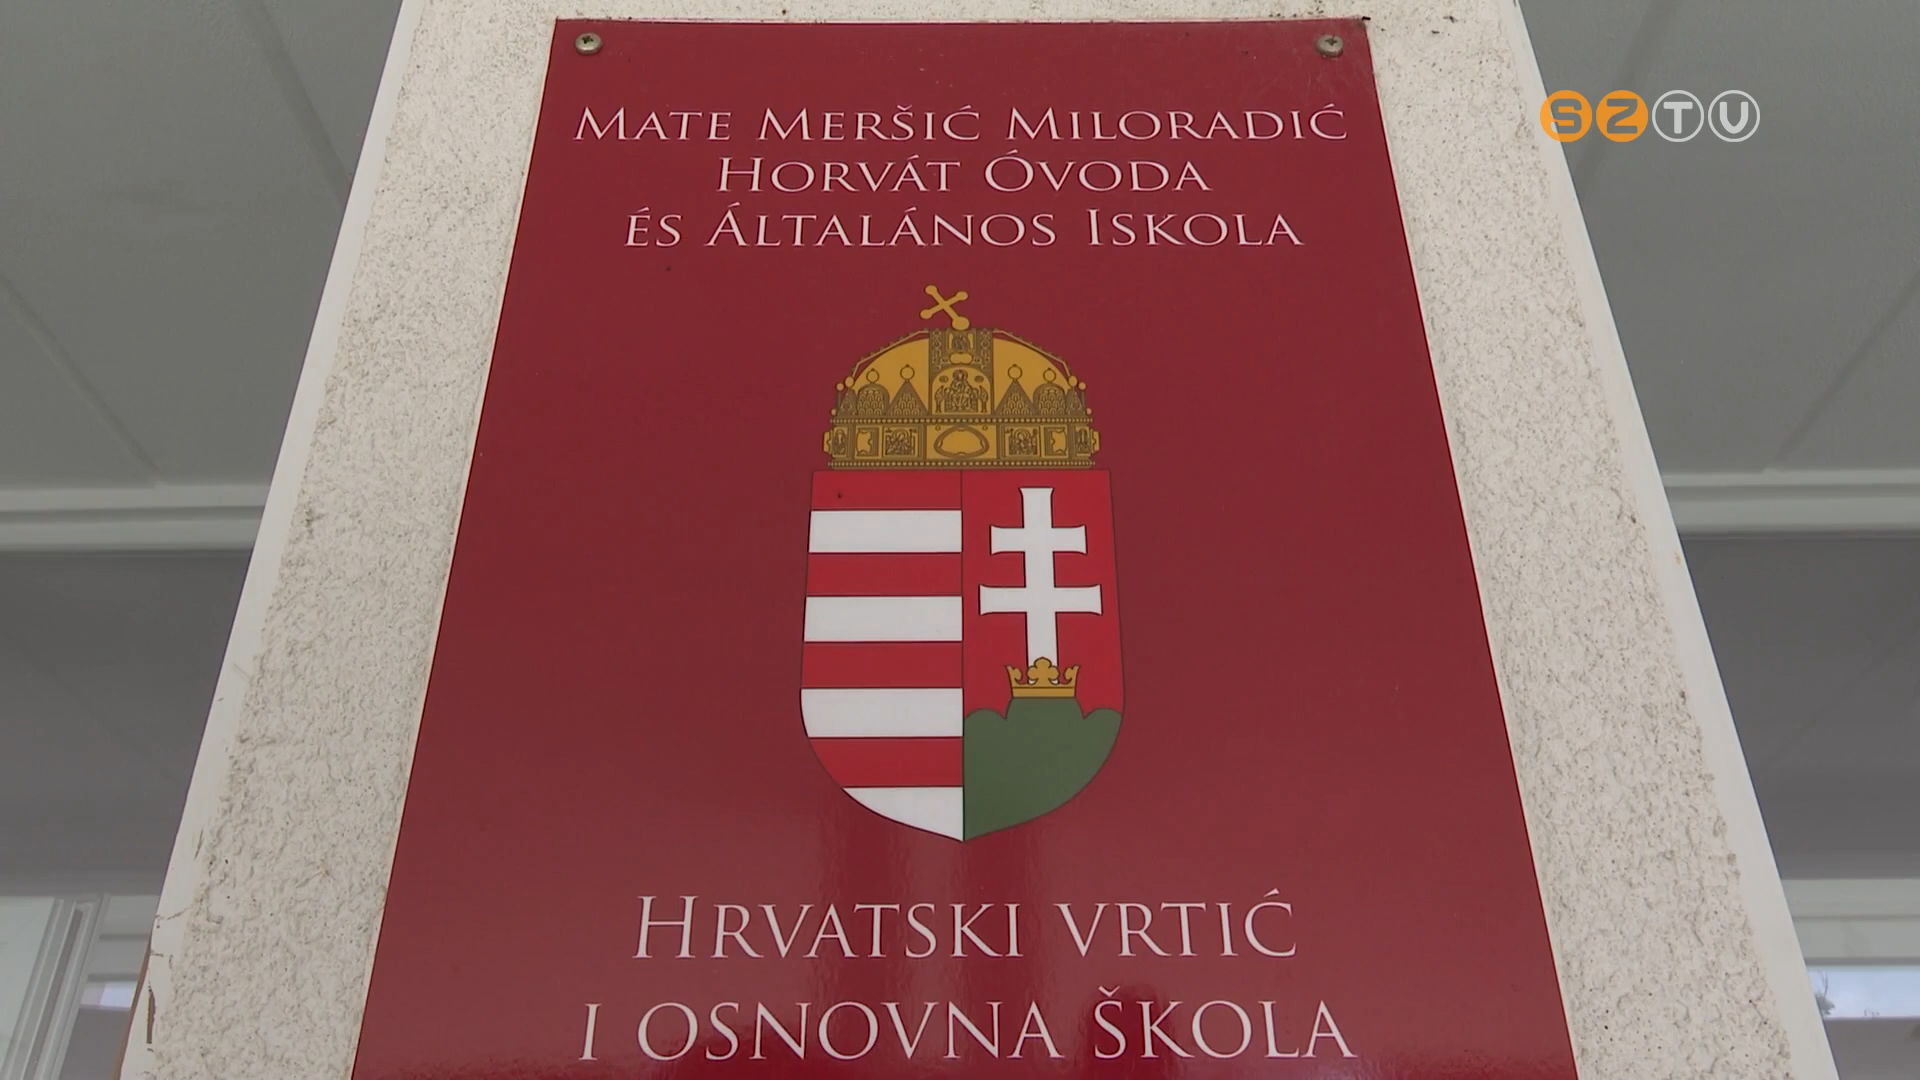 SZTV
MATE MERŠIĆ MILORADIĆ
HORVÁT ÓVODA
ÉS ÁLTALÁNOS ISKOLA
HRVATSKI VRTIĆ
I OSNOVNA ŠKOLA